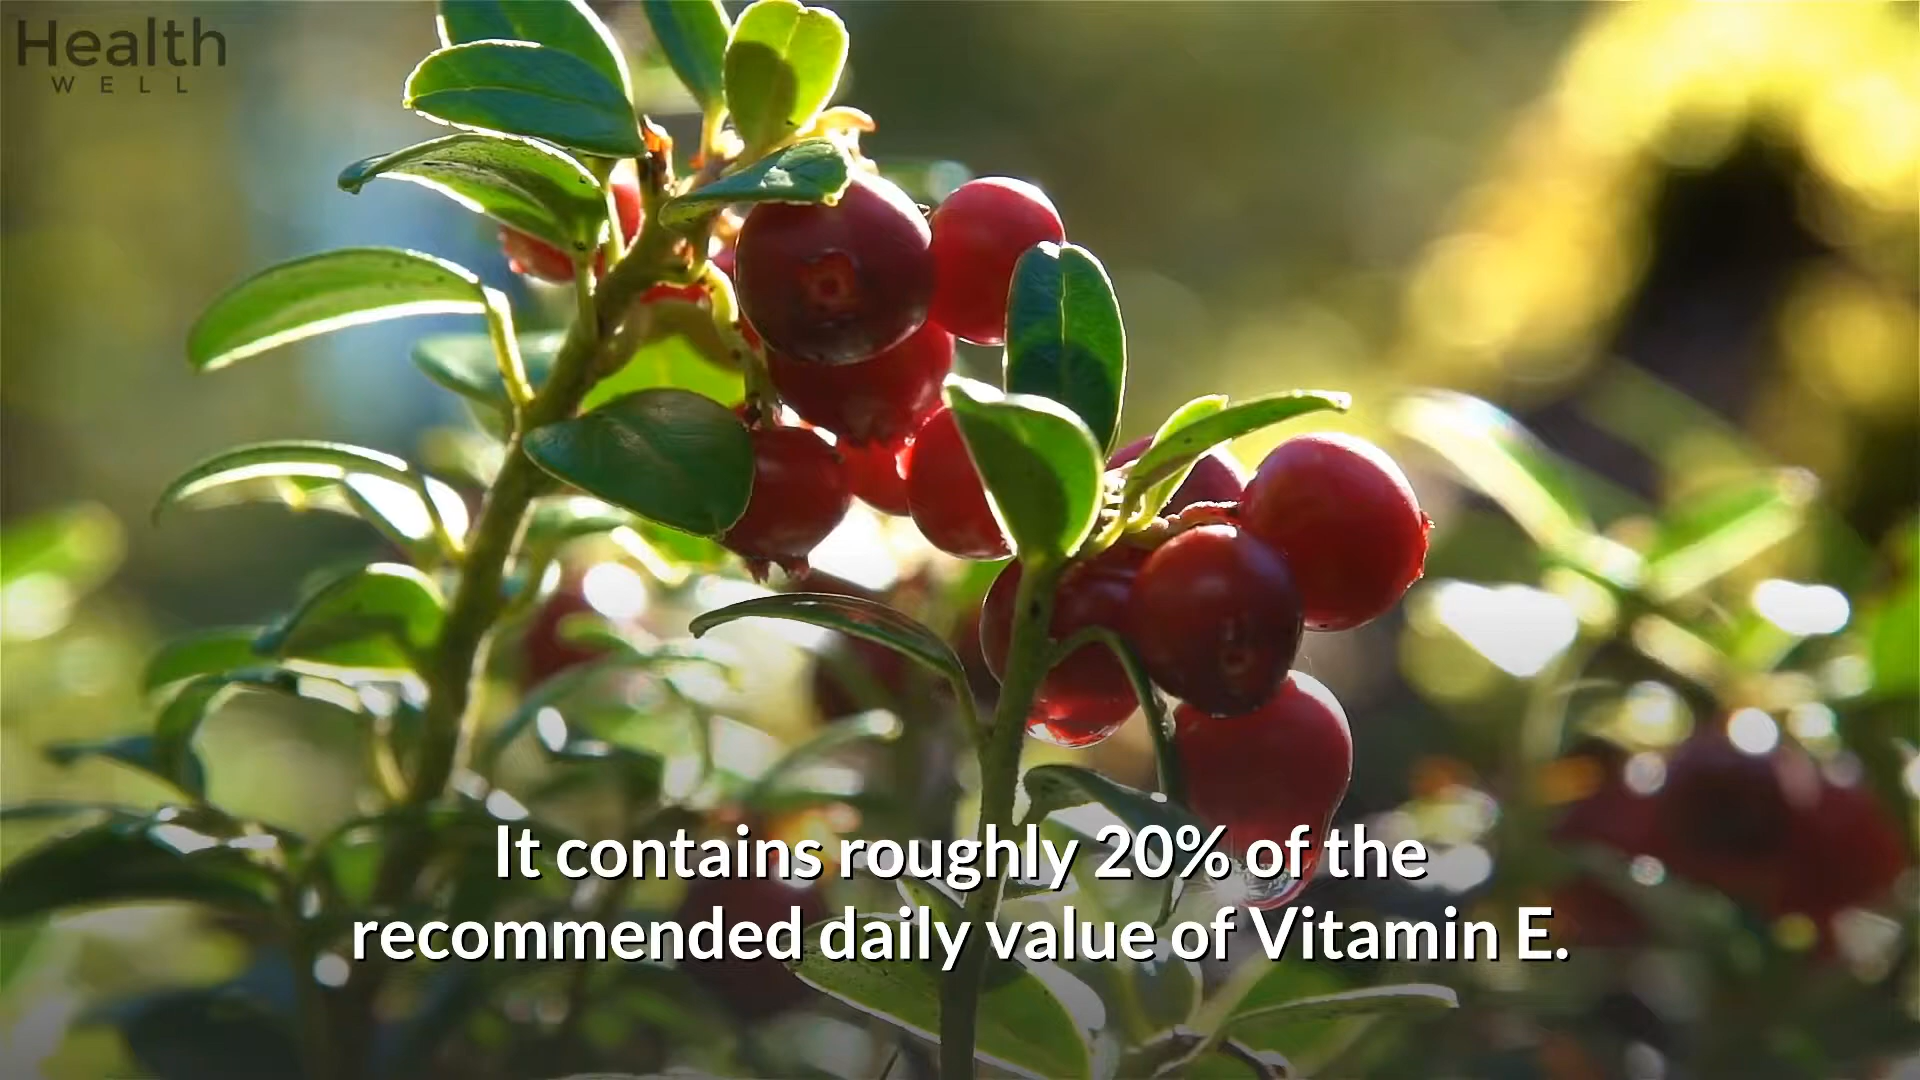 Health
WELL
It contains roughly 20% of the
recommended daily value of Vitamin E.